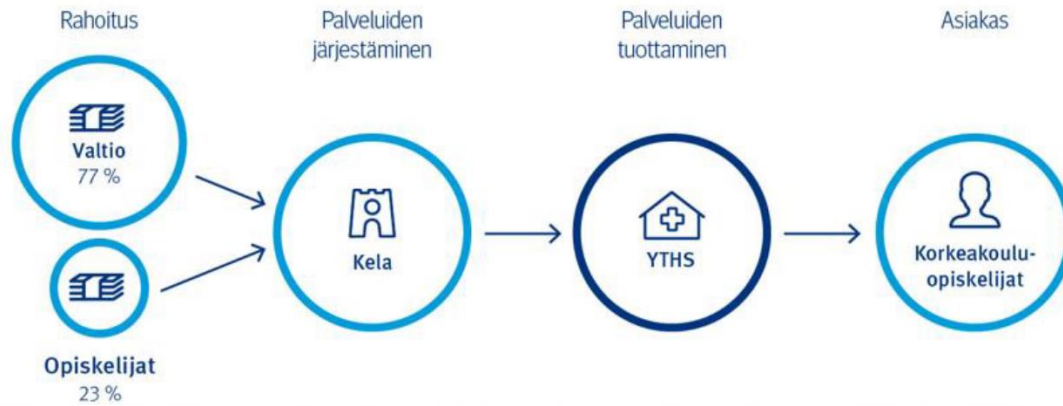 Rahoitus
Palveluiden
järjestäminen
Palveluiden
tuottaminen
Asiakas
Valtio
77 %
Opiskelijat
23 %
Kela
YTHS
Korkeakoulu-
opiskelijat